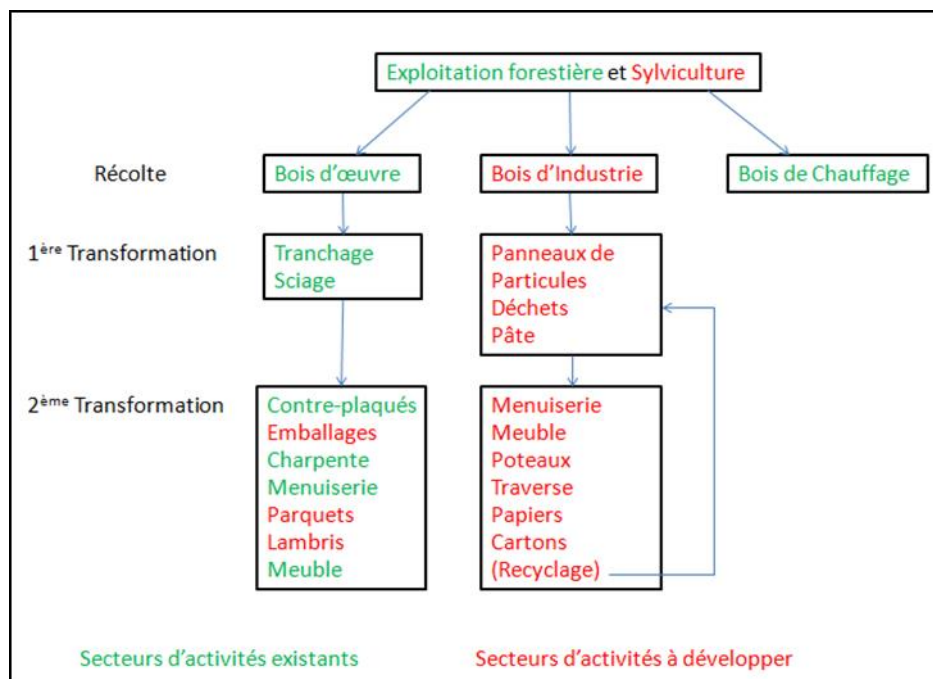 Exploitation forestière et Sylviculture
Récolte
Bois d'œuvre
Bois d'Industrie
Bois de Chauffage
1ère Transformation
Tranchage
Sciage
Panneaux de
Particules
Déchets
Pâte
2ème Transformation
Contre-plaqués
Emballages
Charpente
Menuiserie
Parquets
Lambris
Meuble
Menuiserie
Meuble
Poteaux
Traverse
Papiers
Cartons
(Recyclage)
Secteurs d'activités existants
Secteurs d'activités à développer